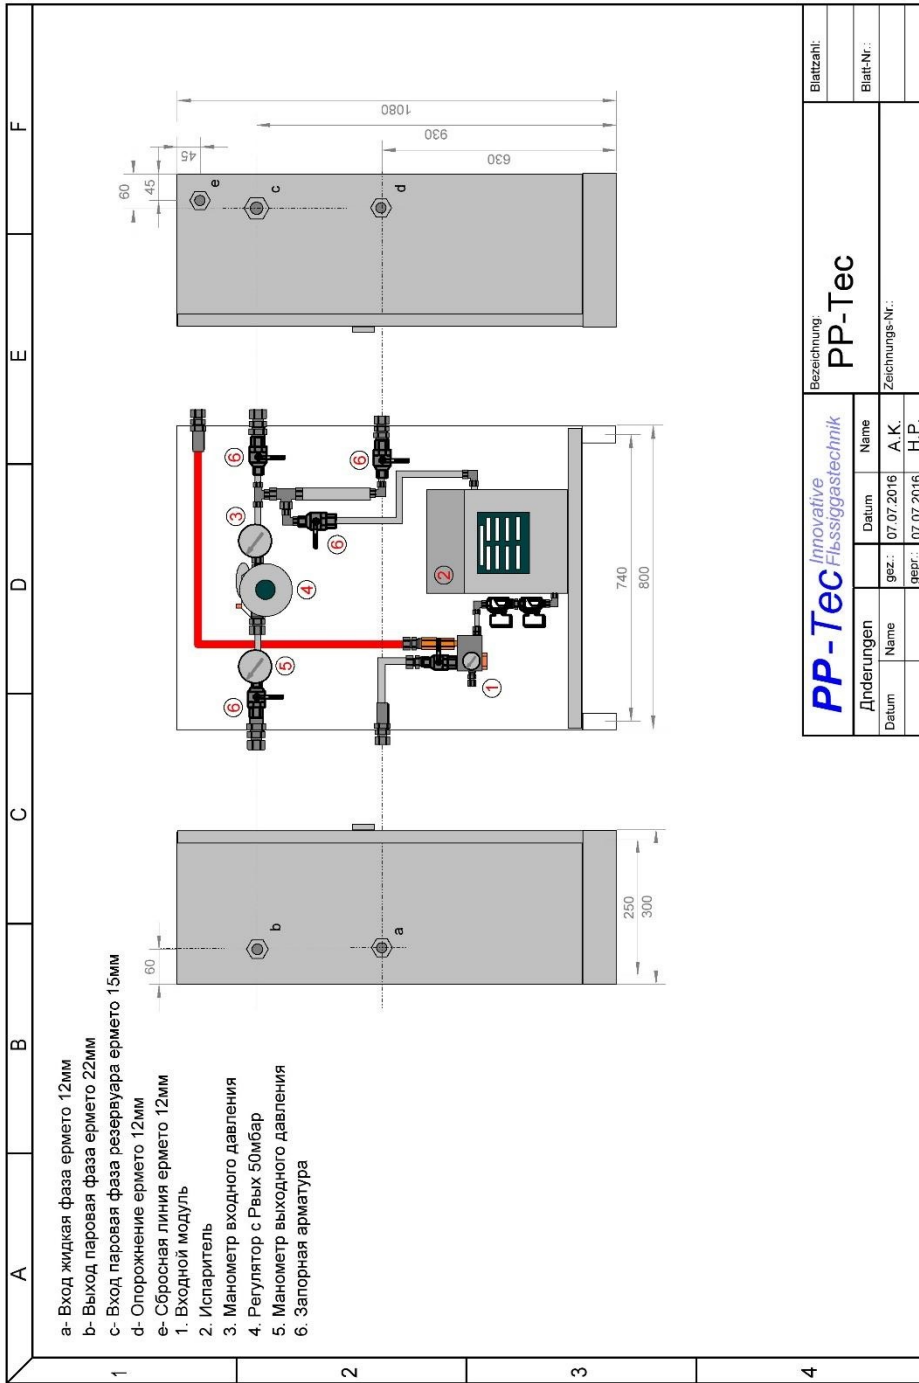 A
B
C
D
E
F
1
2
3
4
a- Вход жидкая фаза ермето 12мм
b- Выход паровая фаза ермето 22мм
c- Вход паровая фаза резервуара ермето 15мм
d- Опорожнение ермето 12мм
e- Сбросная линия ермето 12мм
1. Входной модуль
2. Испаритель
3. Манометр входного давления
4. Регулятор с Рвых 50мбар
5. Манометр выходного давления
6. Запорная арматура
60
b
a
250
300
6
5
4
3
6
6
6
2
1
740
800
60
45
45
e
c
d
1080
930
630
PP-Tec Innovative
Flьssiggastechnik
Дnderungen
Datum
Name
Datum
Name
gez.:
07.07.2016
A.K.
gepr.:
07.07.2016
H.P.
Bezeichnung:
PP-Tec
Zeichnungs-Nr.:
Blattzahl:
Blatt-Nr.: